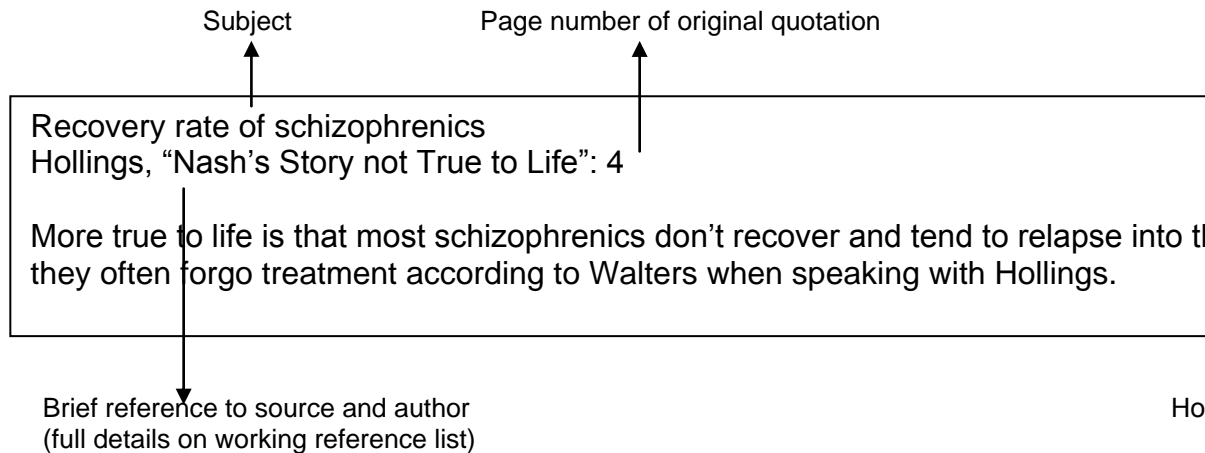 Subject
Page number of original quotation
Recovery rate of schizophrenics
Hollings, “Nash’s Story not True to Life”: 4
More true to life is that most schizophrenics don’t recover and tend to relapse into
they often forgo treatment according to Walters when speaking with Hollings.
Brief reference to source and author
(full details on working reference list)